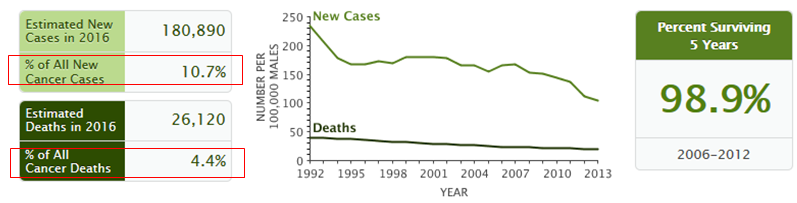 Estimated New
Cases in 2016
180,890
% of All New
Cancer Cases
10.7%
Estimated
Deaths in 2016
26,120
% of All
Cancer Deaths
4.4%
NUMBER PER
100,000 MALES
250
200
150
100
50
0
New Cases
Deaths
1992
1995
1998
2001
2004
2007
2010
2013
YEAR
Percent Surviving
5 Years
98.9%
2006–2012